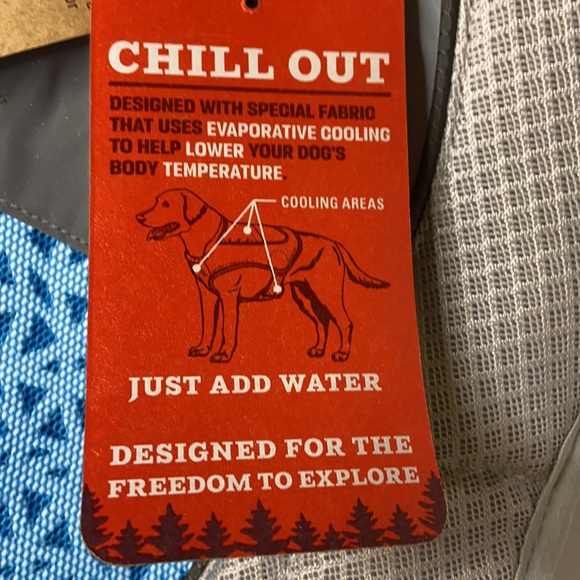 CHILL OUT
DESIGNED WITH SPECIAL FABRIC
THAT USES EVAPORATIVE COOLING
TO HELP LOWER YOUR DOG'S
BODY TEMPERATURE.
COOLING AREAS
JUST ADD WATER
DESIGNED FOR THE
FREEDOM TO EXPLORE